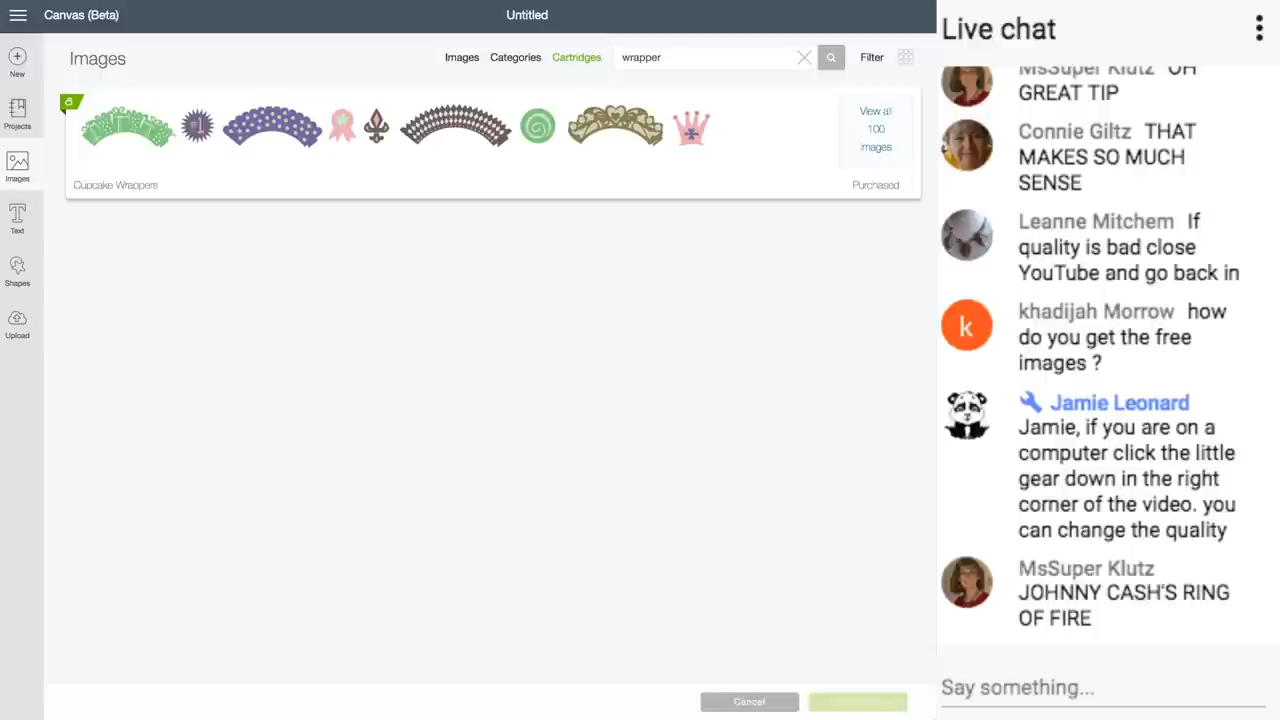 Canvas (Beta)
Untitled
New
Projects
Images
Text
Shapes
Upload
Images
Images Categories Cartridges wrapper Filter
1
View all
100
images
Cupcake Wrappers
Purchased
Cancel
Live chat
MsSuper Klutz OH
GREAT TIP
Connie Giltz THAT
MAKES SO MUCH
SENSE
Leanne Mitchem If
quality is bad close
YouTube and go back in
k
khadijah Morrow how
do you get the free
images ?
Jamie Leonard
Jamie, if you are on a
computer click the little
gear down in the right
corner of the video. you
can change the quality
MsSuper Klutz
JOHNNY CASH'S RING
OF FIRE
Say something...